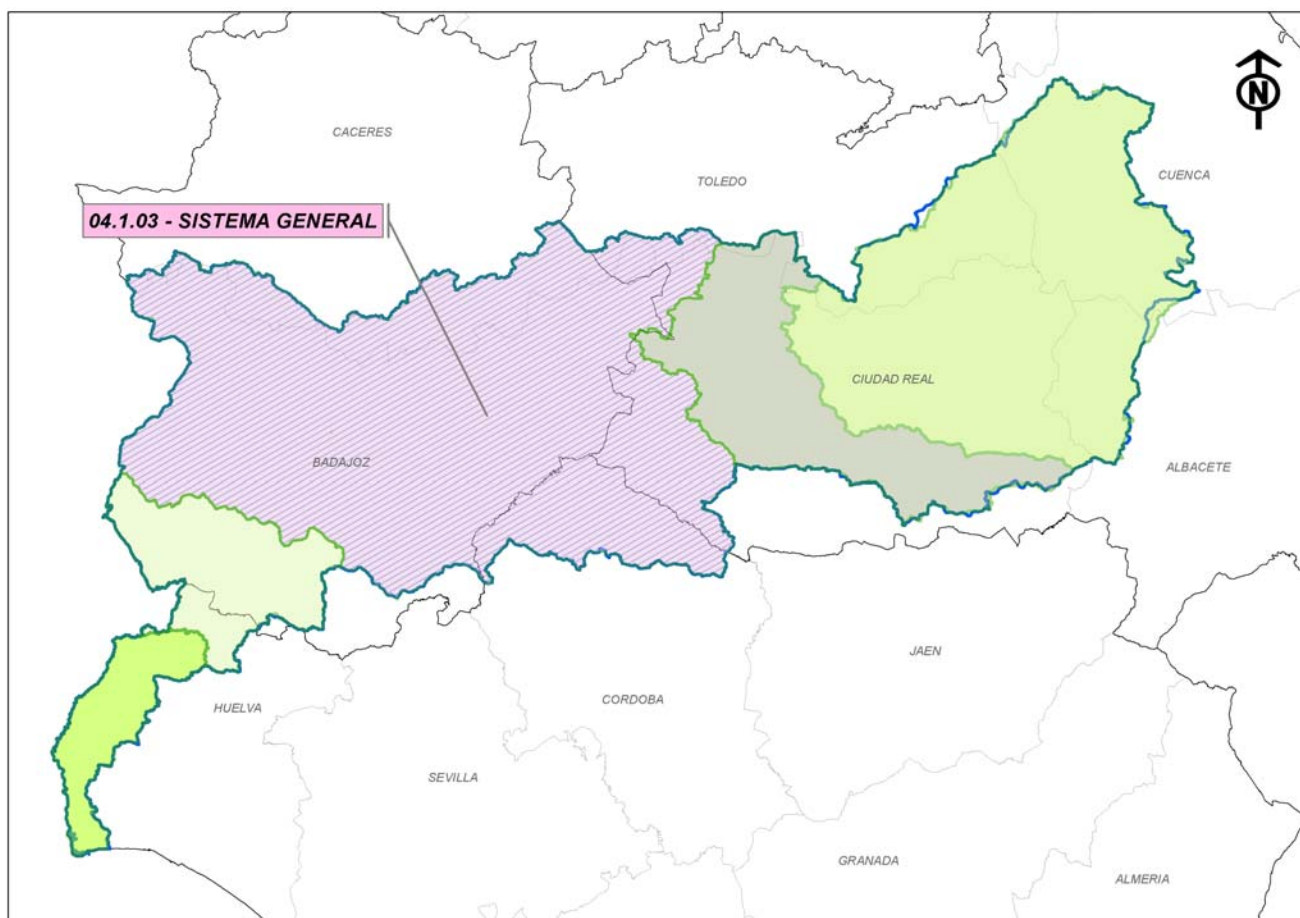 N
CACERES
TOLEDO
CUENCA
04.1.03 - SISTEMA GENERAL
CIUDAD REAL
BADAJOZ
ALBACETE
JAEN
HUELVA
CORDOBA
SEVILLA
GRANADA
ALMERIA